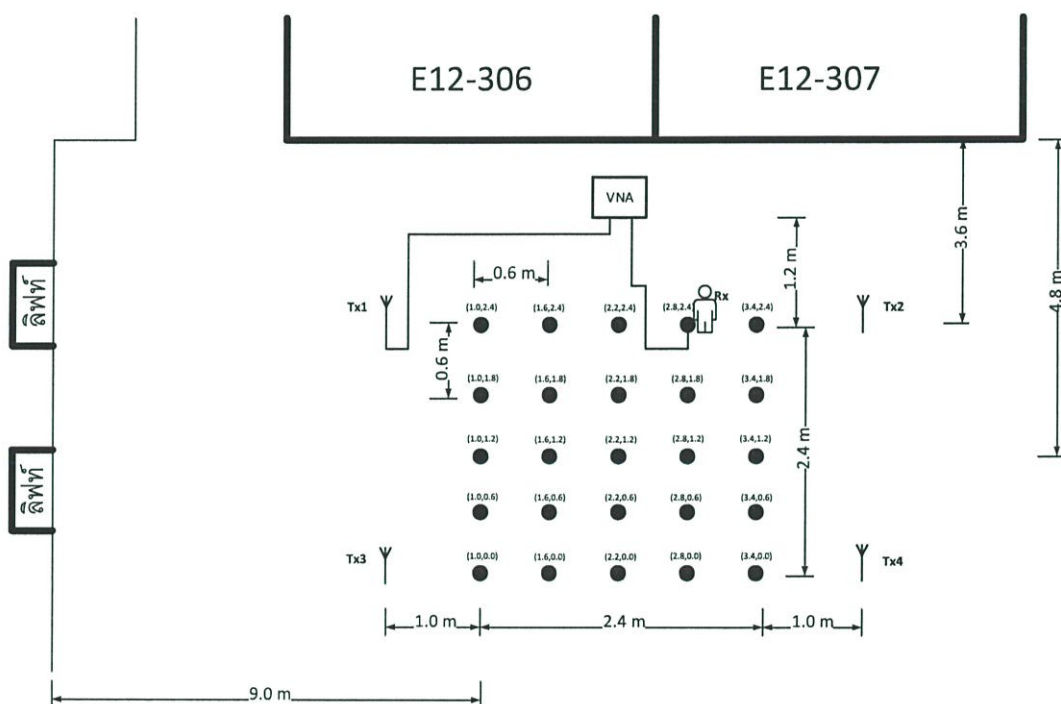 E12-306
E12-307
VNA
3.6 m
1.2 m
4.8 m
0.6 m
ลิฟท์
Rx
Tx1
(1.0,2.4)
(1.6,2.4)
(2.2,2.4)
(2.8,2.4)
(3.4,2.4)
Tx2
0.6 m
(1.0,1.8)
(1.6,1.8)
(2.2,1.8)
(2.8,1.8)
(3.4,1.8)
(1.0,1.2)
(1.6,1.2)
(2.2,1.2)
(2.8,1.2)
(3.4,1.2)
2.4 m
ลิฟท์
(1.0,0.6)
(1.6,0.6)
(2.2,0.6)
(2.8,0.6)
(3.4,0.6)
Tx3
(1.0,0.0)
(1.6,0.0)
(2.2,0.0)
(2.8,0.0)
(3.4,0.0)
Tx4
1.0 m
2.4 m
1.0 m
9.0 m